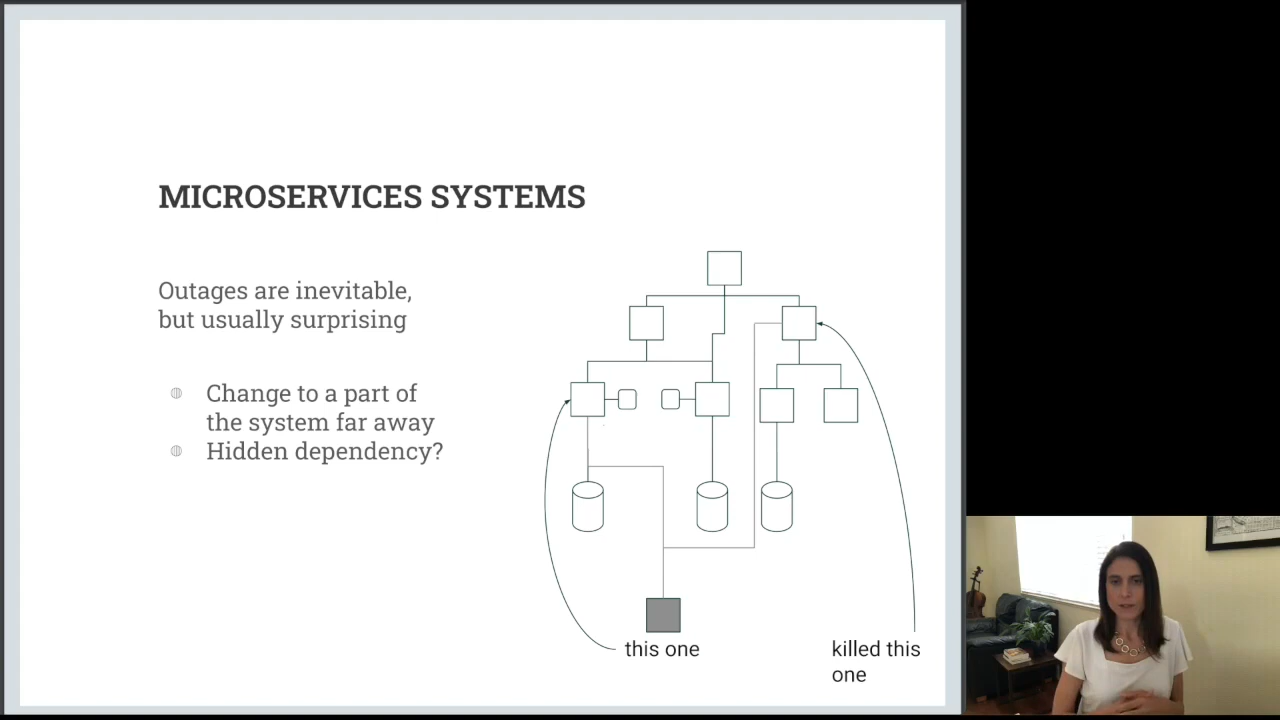 MICROSERVICES SYSTEMS
Outages are inevitable,
but usually surprising
Change to a part of
the system far away
Hidden dependency?
this one
killed this
one